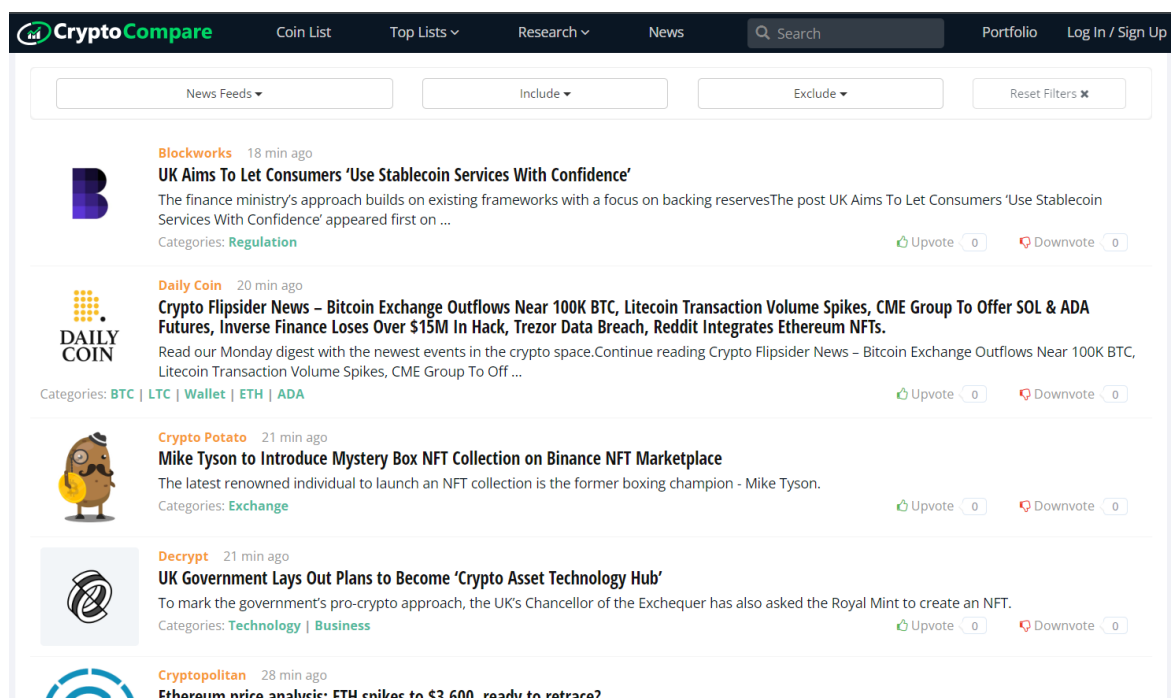 CryptoCompare Coin List Top Lists Research News Search Portfolio Log In / Sign Up
News Feeds Include Exclude Reset Filters ×
Blockworks 18 min ago
UK Aims To Let Consumers ‘Use Stablecoin Services With Confidence’
The finance ministry’s approach builds on existing frameworks with a focus on backing reservesThe post UK Aims To Let Consumers ‘Use Stablecoin
Services With Confidence’ appeared first on ...
Categories: Regulation Upvote 0 Downvote 0
Daily Coin 20 min ago
Crypto Flipsider News – Bitcoin Exchange Outflows Near 100K BTC, Litecoin Transaction Volume Spikes, CME Group To Offer SOL & ADA
Futures, Inverse Finance Loses Over $15M In Hack, Trezor Data Breach, Reddit Integrates Ethereum NFTs.
DAILY
COIN
Read our Monday digest with the newest events in the crypto space.Continue reading Crypto Flipsider News – Bitcoin Exchange Outflows Near 100K BTC,
Litecoin Transaction Volume Spikes, CME Group To Off ...
Categories: BTC | LTC | Wallet | ETH | ADA Upvote 0 Downvote 0
Crypto Potato 21 min ago
Mike Tyson to Introduce Mystery Box NFT Collection on Binance NFT Marketplace
The latest renowned individual to launch an NFT collection is the former boxing champion - Mike Tyson.
Categories: Exchange Upvote 0 Downvote 0
Decrypt 21 min ago
UK Government Lays Out Plans to Become ‘Crypto Asset Technology Hub’
To mark the government’s pro-crypto approach, the UK’s Chancellor of the Exchequer has also asked the Royal Mint to create an NFT.
Categories: Technology | Business Upvote 0 Downvote 0
Cryptopolitan 28 min ago
Ethereum price analysis: ETH spikes to $3,600, ready to retrace?